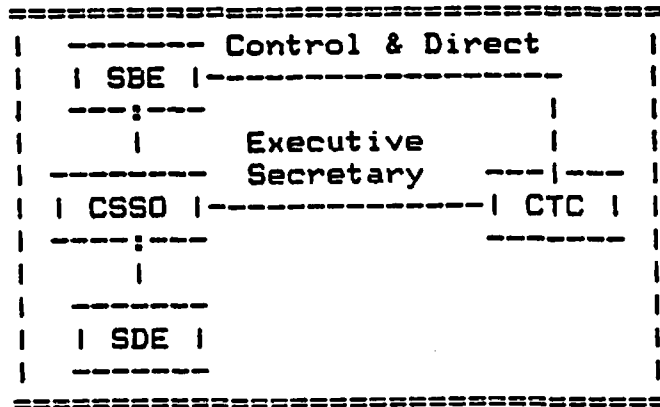 Control & Direct
SBE
Executive
Secretary
CSSO
CTC
SDE